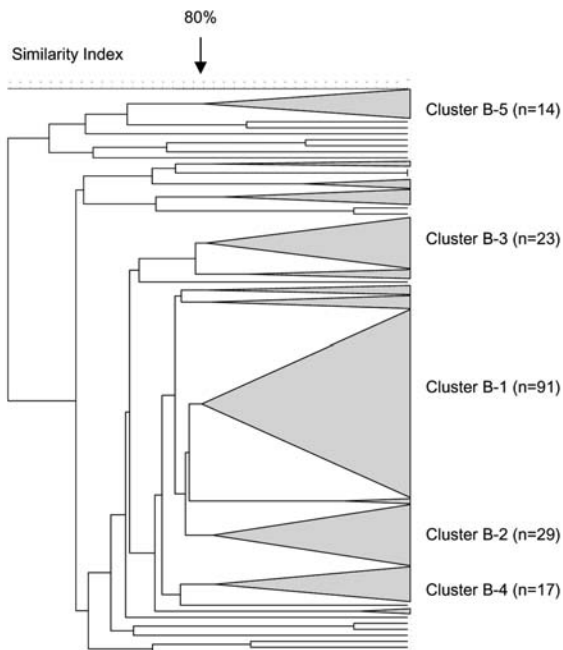 80%
Similarity Index
Cluster B-5 (n=14)
Cluster B-3 (n=23)
Cluster B-1 (n=91)
Cluster B-2 (n=29)
Cluster B-4 (n=17)